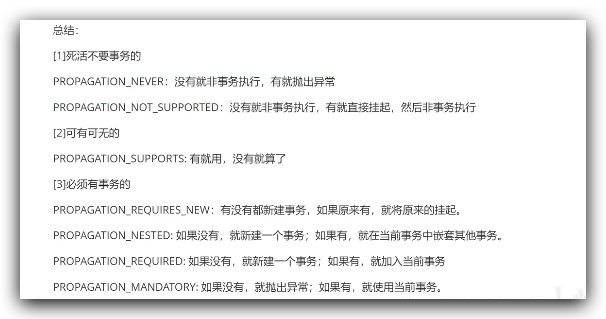 总结：
[1]死活不要事务的
PROPAGATION_NEVER：没有就非事务执行，有就抛出异常
PROPAGATION_NOT_SUPPORTED：没有就非事务执行，有就直接挂起，然后非事务执行
[2]可有可无的
PROPAGATION_SUPPORTS: 有就用，没有就算了
[3]必须有事务的
PROPAGATION_REQUIRES_NEW：有没有都新建事务，如果原来有，就将原来的挂起。
PROPAGATION_NESTED: 如果没有，就新建一个事务；如果有，就在当前事务中嵌套其他事务。
PROPAGATION_REQUIRED: 如果没有，就新建一个事务；如果有，就加入当前事务
PROPAGATION_MANDATORY: 如果没有，就抛出异常；如果有，就使用当前事务。